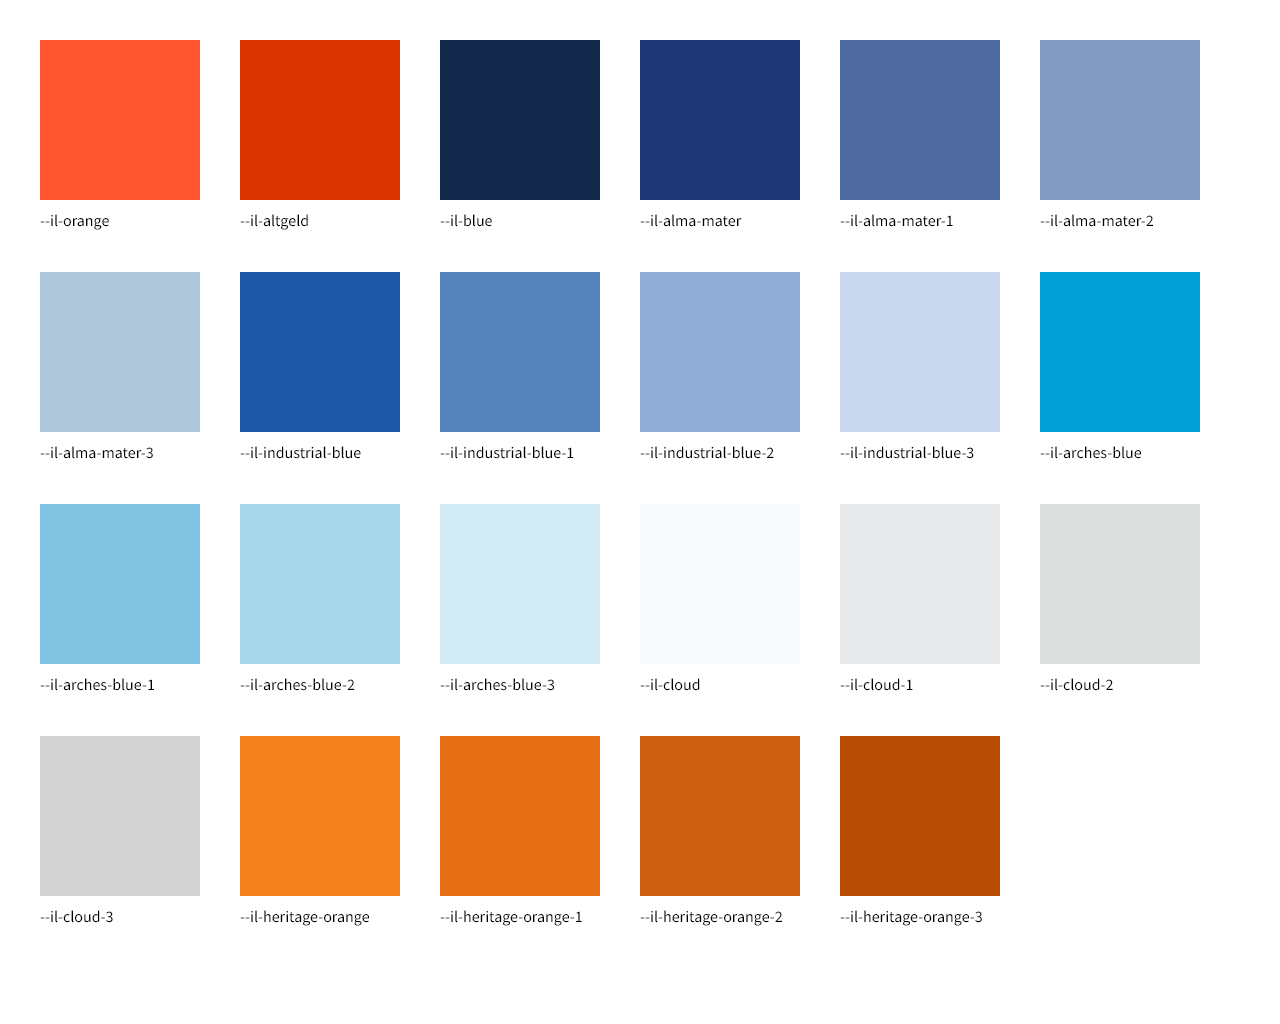 --il-orange
--il-altgeld
--il-blue
--il-alma-mater
--il-alma-mater-1
--il-alma-mater-2
--il-alma-mater-3
--il-industrial-blue
--il-industrial-blue-1
--il-industrial-blue-2
--il-industrial-blue-3
--il-arches-blue
--il-arches-blue-1
--il-arches-blue-2
--il-arches-blue-3
--il-cloud
--il-cloud-1
--il-cloud-2
--il-cloud-3
--il-heritage-orange
--il-heritage-orange-1
--il-heritage-orange-2
--il-heritage-orange-3